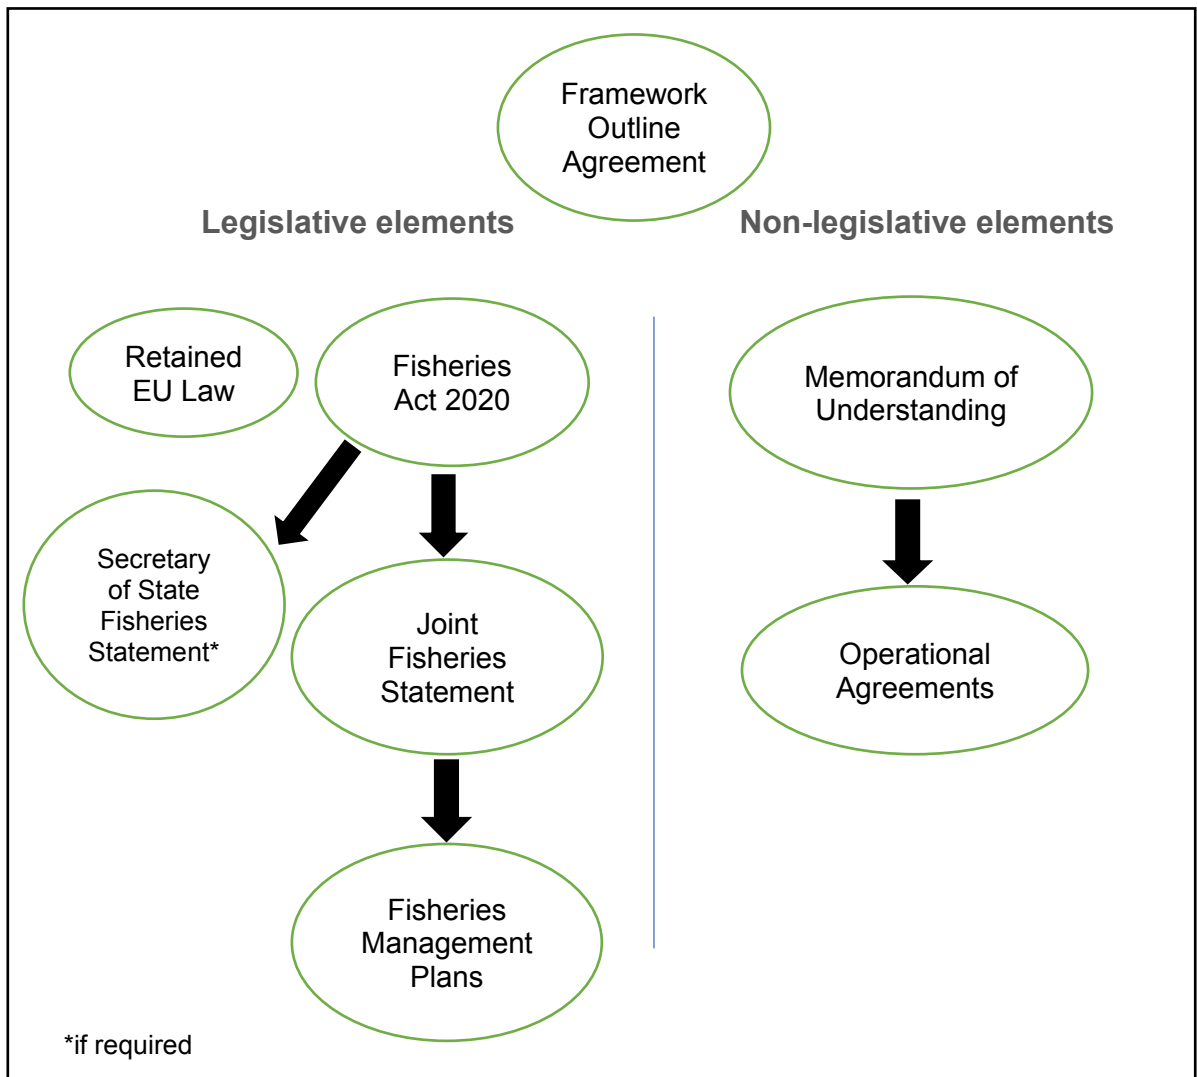 Framework
Outline
Agreement
Legislative elements
Non-legislative elements
Retained
EU Law
Fisheries
Act 2020
Memorandum of
Understanding
Secretary
of State
Fisheries
Statement*
Joint
Fisheries
Statement
Operational
Agreements
Fisheries
Management
Plans
*if required